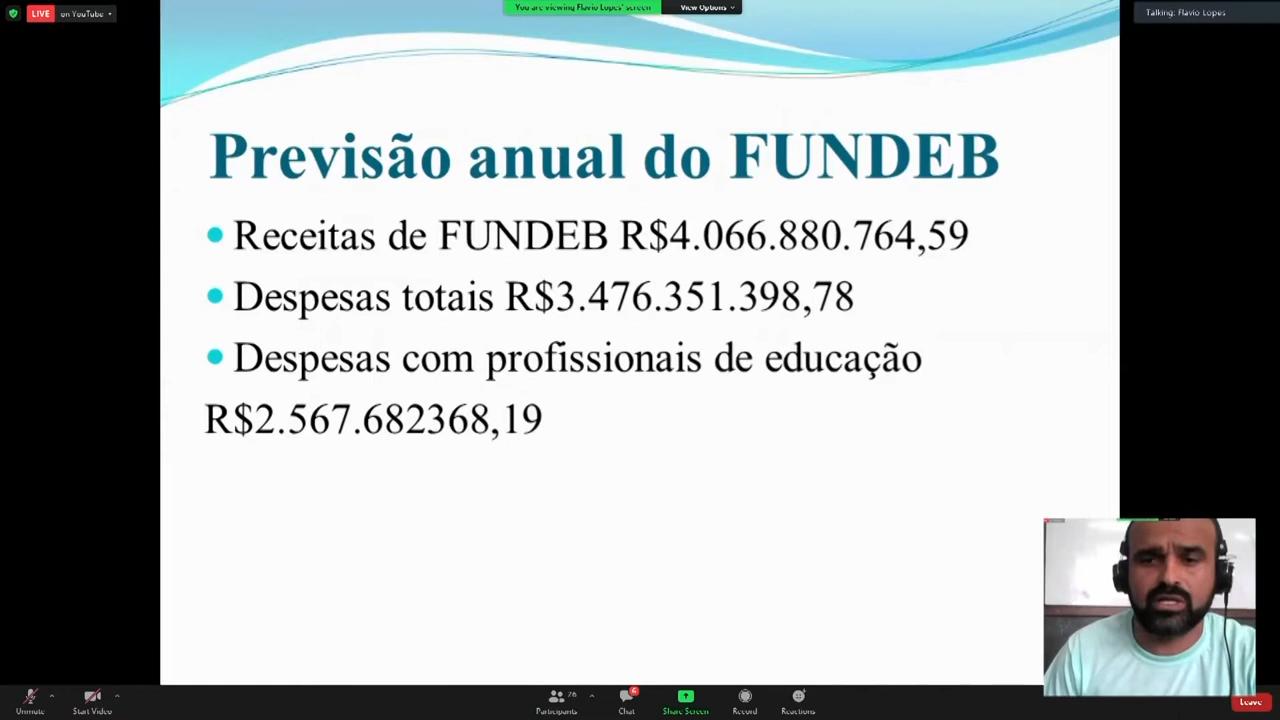 LIVE on YouTube
You are viewing Flavio Lopes' screen
View Options
Talking: Flavio Lopes
Previsão anual do FUNDEB
Receitas de FUNDEB R$4.066.880.764,59
Despesas totais R$3.476.351.398,78
Despesas com profissionais de educação
R$2.567.682368,19
Unmute
Start Video
Participants
76
Chat
6
Share Screen
Record
Reactions
Leave